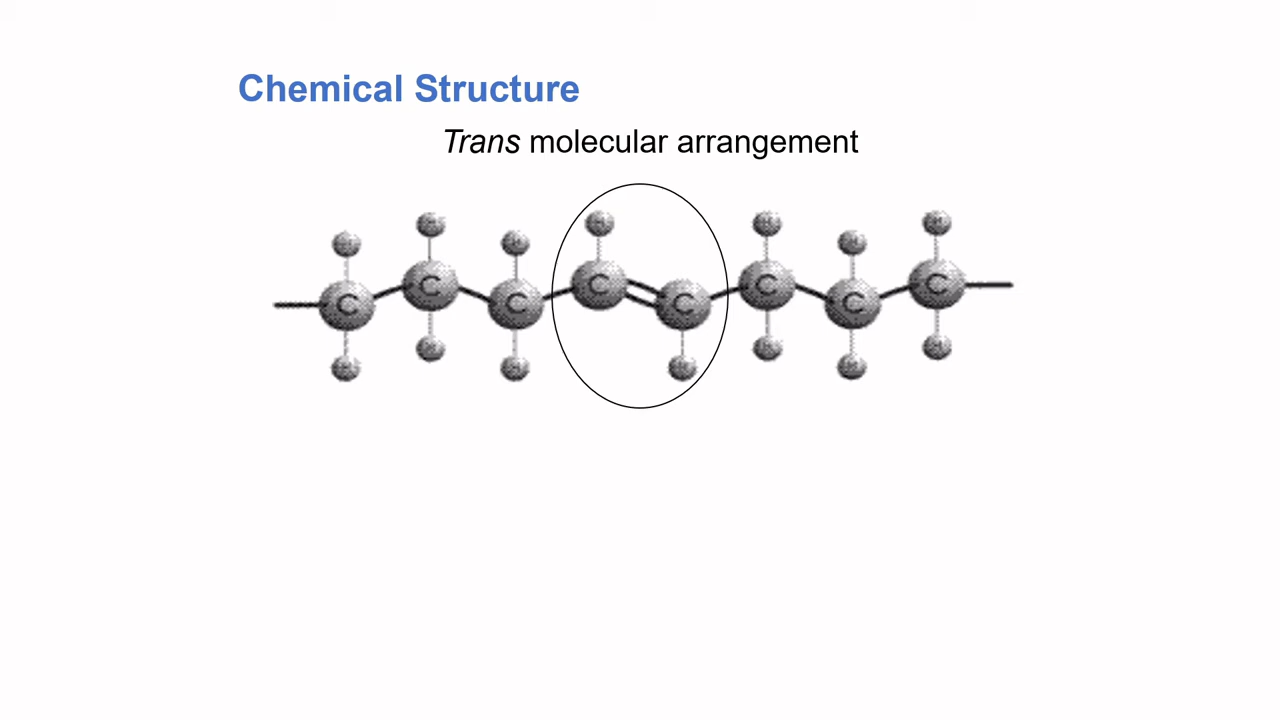 Chemical Structure
Trans molecular arrangement
H H H H H H H
C C C C C C C C
H H H H H H H